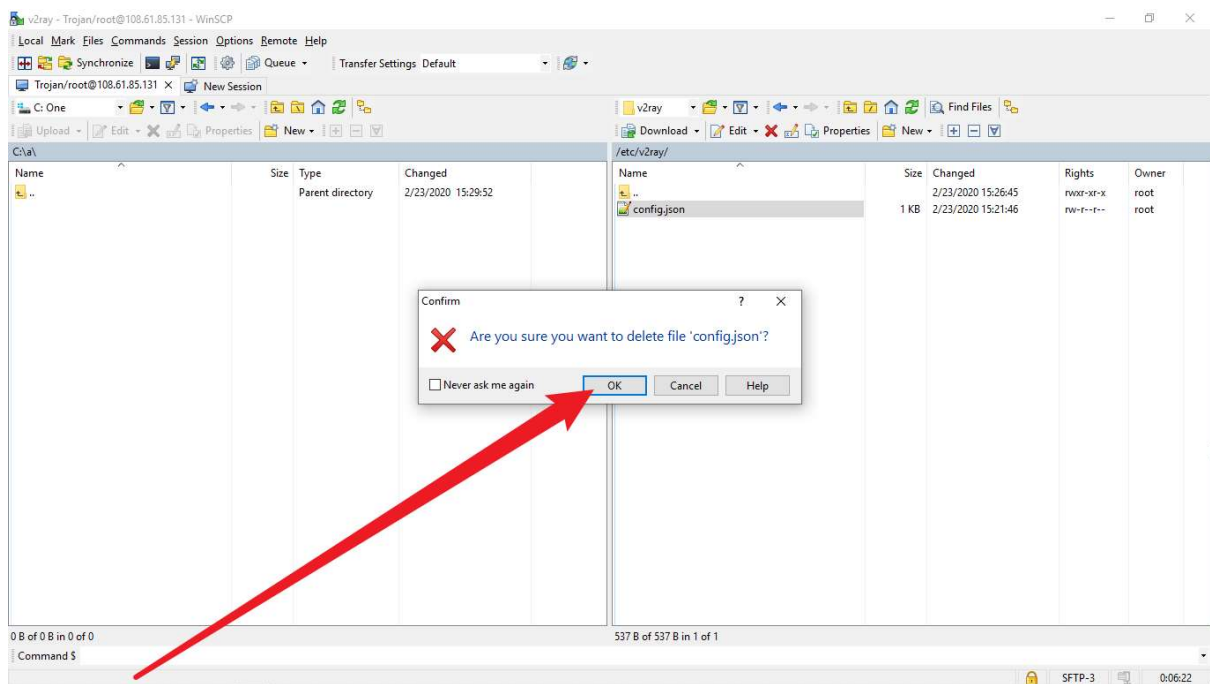 v2ray - Trojan/root@108.61.85.131 - WinSCP
Local Mark Files Commands Session Options Remote Help
Synchronize Queue Transfer Settings Default
Trojan/root@108.61.85.131 New Session
C: One v2ray Find Files
Upload Edit Properties New Download Edit Properties New
C:\a\ /etc/v2ray/
Name Size Type Changed Name Size Changed Rights Owner
.. Parent directory 2/23/2020 15:29:52 .. 2/23/2020 15:26:45 rwxr-xr-x root
config.json 1 KB 2/23/2020 15:21:46 rw-r--r-- root
Confirm ?
Are you sure you want to delete file 'config.json'?
Never ask me again OK Cancel Help
0 B of 0 B in 0 of 0 537 B of 537 B in 1 of 1
Command $
SFTP-3 0:06:22